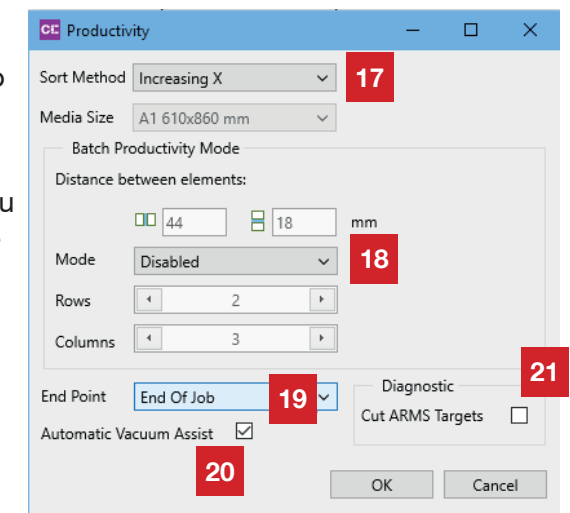 CE Productivity
Sort Method Increasing X 17
Media Size A1 610x860 mm
Batch Productivity Mode
Distance between elements:
44 18 mm
Mode Disabled 18
Rows 2
Columns 3
21
Diagnostic
End Point End Of Job 19
Cut ARMS Targets
Automatic Vacuum Assist
20
OK Cancel